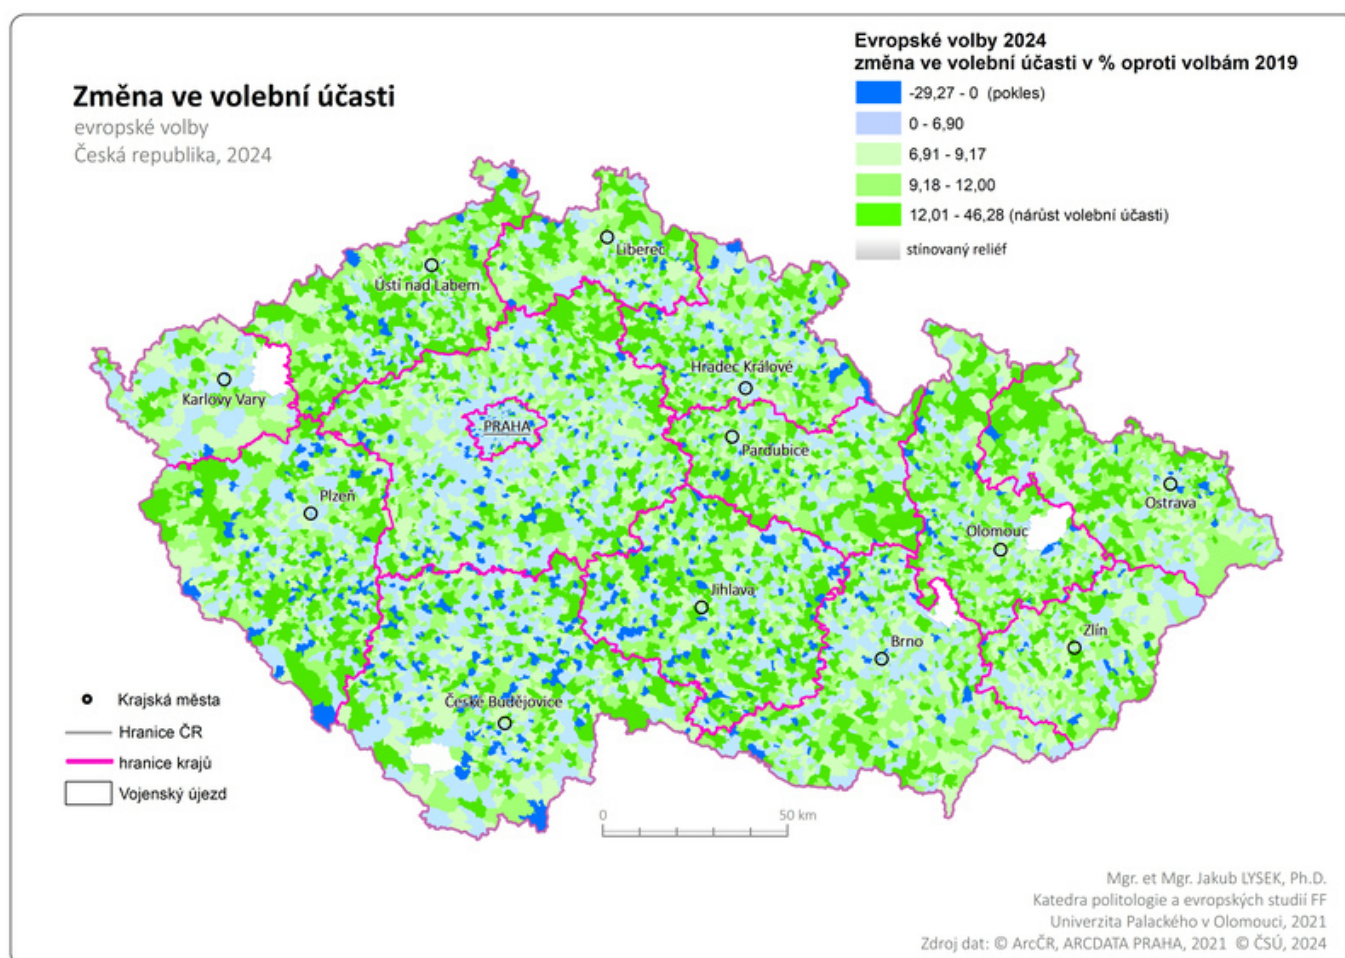 Evropské volby 2024
změna ve volební účasti v % oproti volbám 2019
-29,27 - 0 (pokles)
0 - 6,90
6,91 - 9,17
9,18 - 12,00
12,01 - 46,28 (nárůst volební účasti)
stínovaný reliéf
Změna ve volební účasti
evropské volby
Česká republika, 2024
Liberec
Ústí nad Labem
Hradec Králové
Karlovy Vary
PRAHA
Pardubice
Plzeň
Ostrava
Olomouc
Jihlava
Zlín
Brno
České Budějovice
Krajská města
Hranice ČR
hranice krajů
Vojenský újezd
0 50 km
Mgr. et Mgr. Jakub LYSEK, Ph.D.
Katedra politologie a evropských studií FF
Univerzita Palackého v Olomouci, 2021
Zdroj dat: © ArcČR, ARCDATA PRAHA, 2021 © ČSÚ, 2024